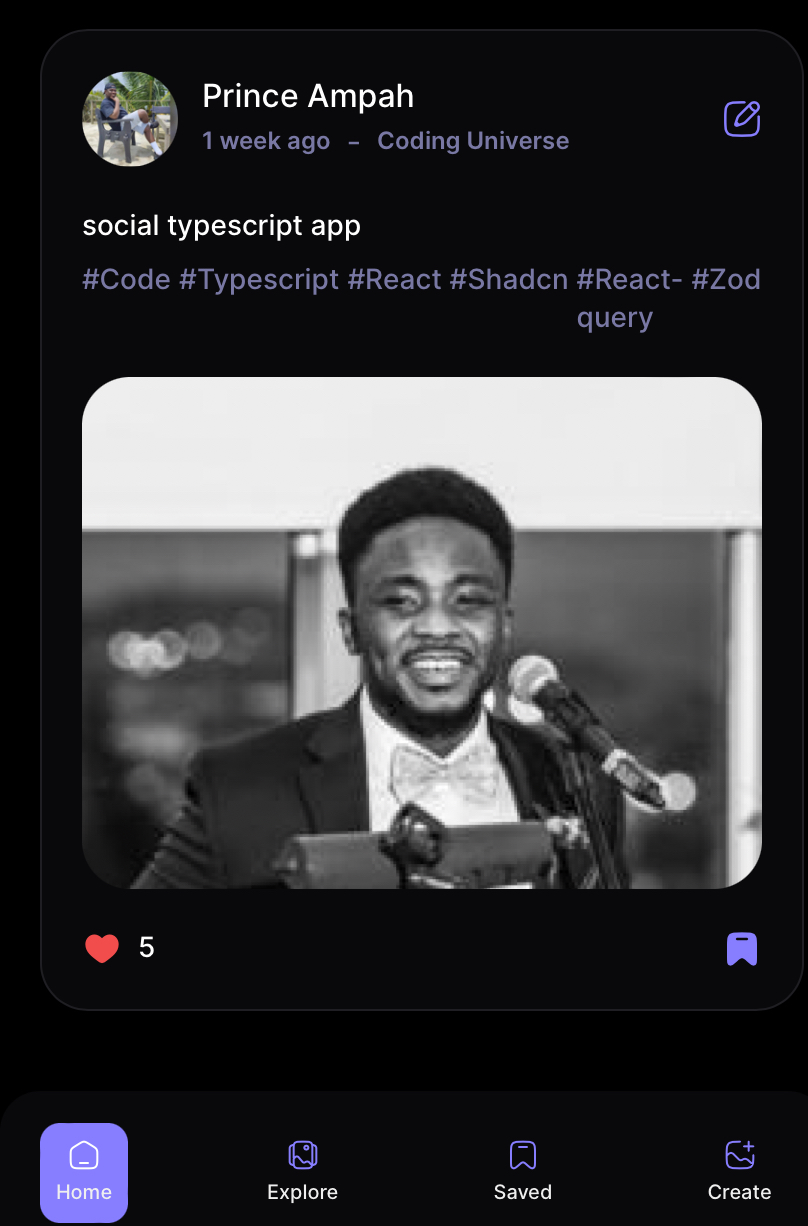 Prince Ampah
1 week ago – Coding Universe
social typescript app
#Code #Typescript #React #Shadcn #React- #Zod
query
5
Home Explore Saved Create